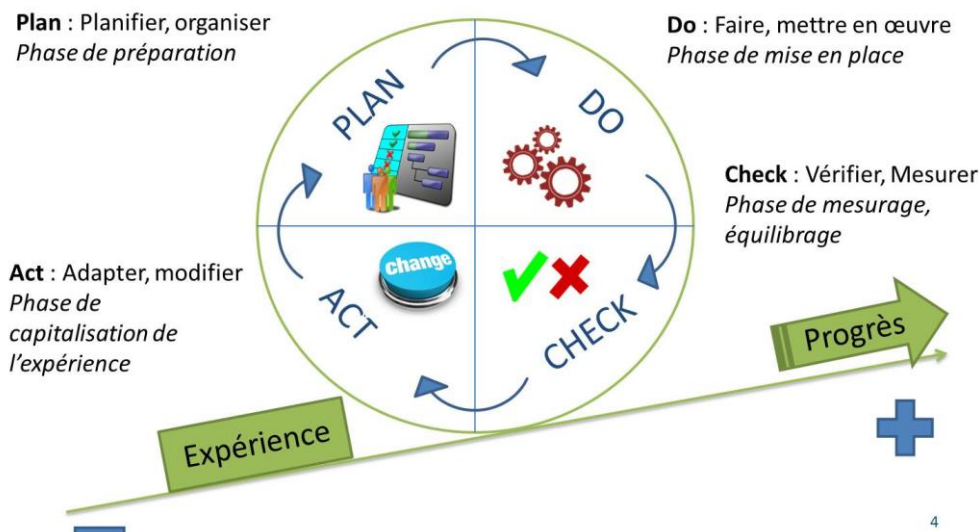 Plan : Planifier, organiser
Phase de préparation
Do : Faire, mettre en œuvre
Phase de mise en place
PLAN
DO
Check : Vérifier, Mesurer
Phase de mesurage,
équilibrage
Act : Adapter, modifier
Phase de
capitalisation de
l’expérience
change
ACT
CHECK
Progrès
Expérience
4